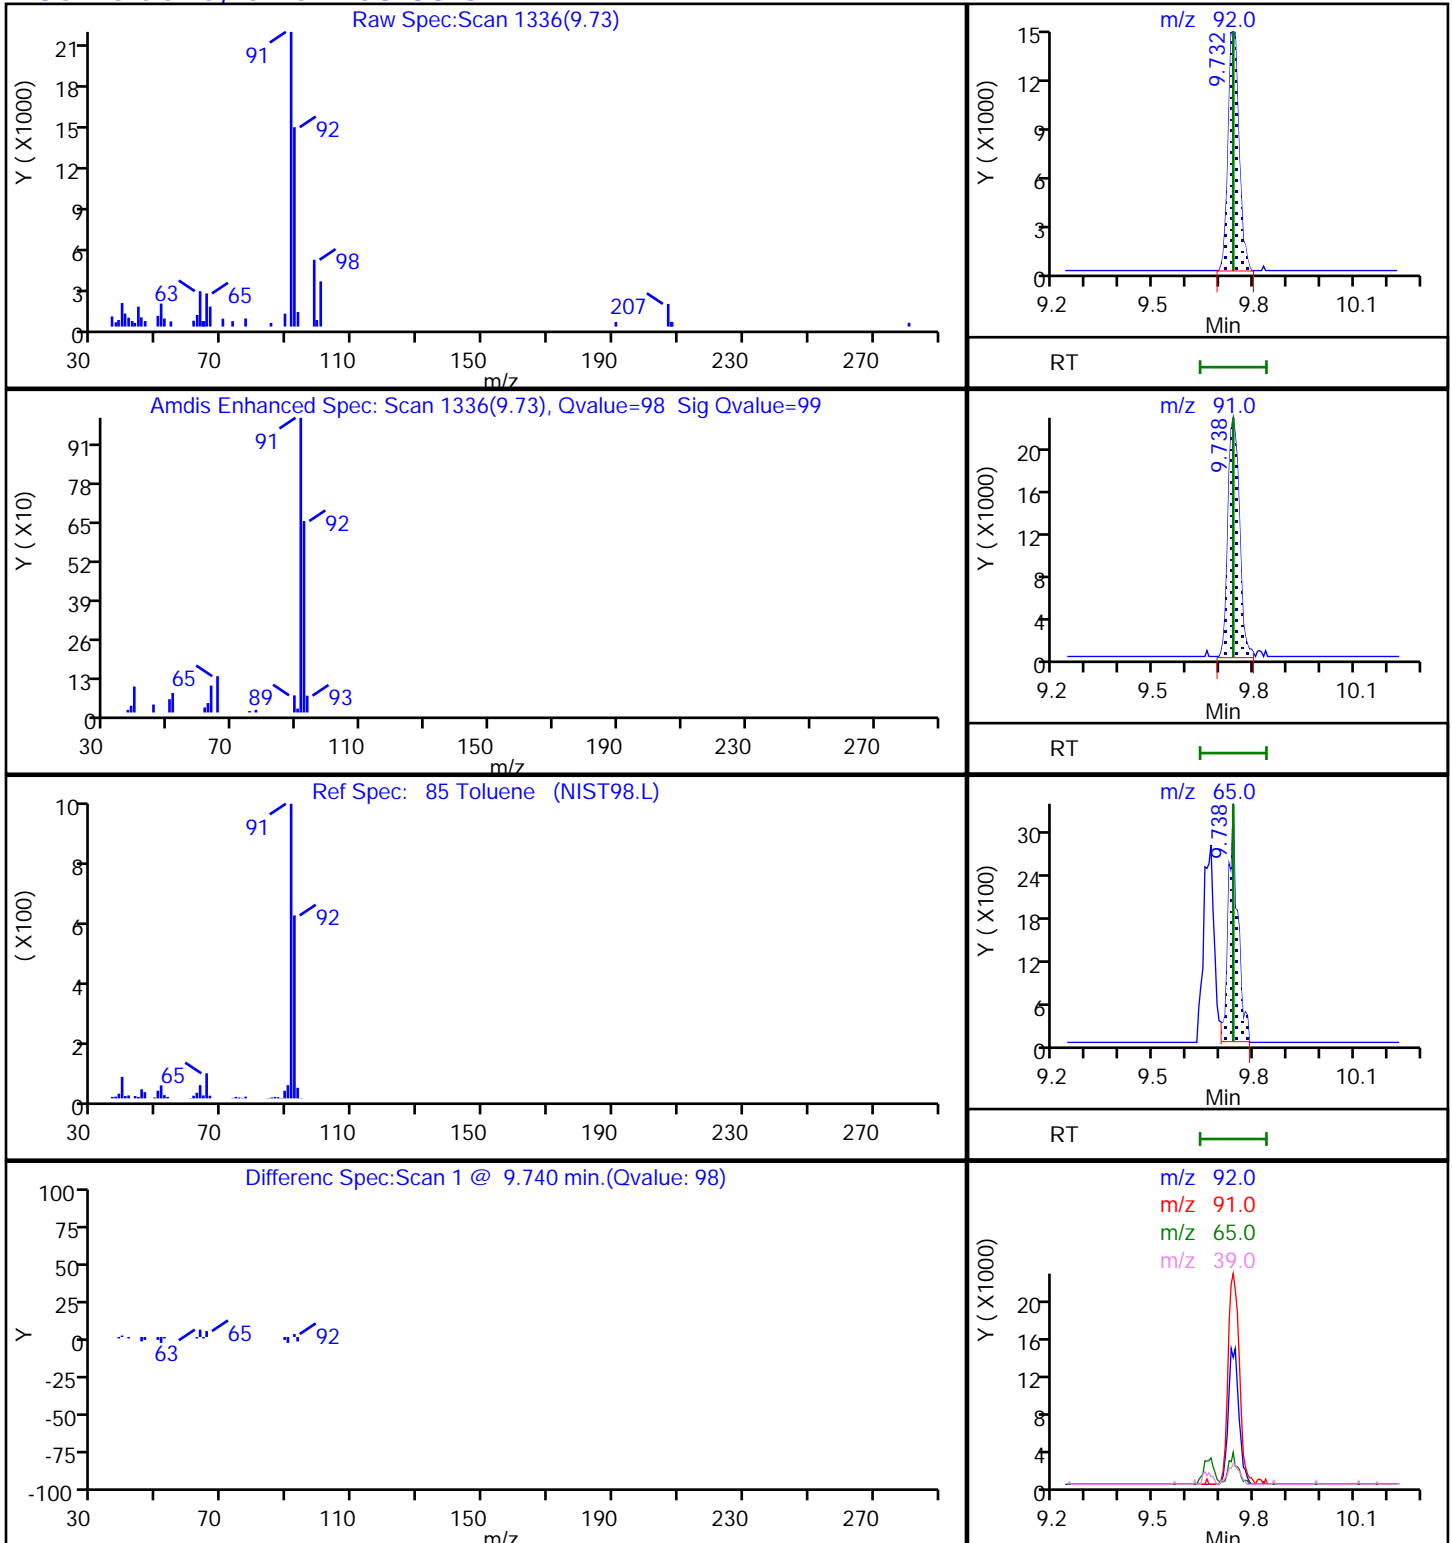 Raw Spec:Scan 1336(9.73)
Y ( X1000)
21
18
15
12
9
6
3
0
91
92
98
63
65
207
30 70 110 150 190 230 270
m/z
m/z 92.0
Y ( X1000)
15
12
9
6
3
0
9.732
9.2 9.5 9.8 10.1
Min
RT
Amdis Enhanced Spec: Scan 1336(9.73), Qvalue=98 Sig Qvalue=99
Y ( X10)
91
78
65
52
39
26
13
0
91
92
65
89
93
30 70 110 150 190 230 270
m/z
m/z 91.0
Y ( X1000)
20
16
12
8
4
0
9.738
9.2 9.5 9.8 10.1
Min
RT
Ref Spec: 85 Toluene (NIST98.L)
( X100)
10
8
6
4
2
0
91
92
65
30 70 110 150 190 230 270
m/z 65.0
Y ( X100)
30
24
18
12
6
0
9.738
9.2 9.5 9.8 10.1
Min
RT
Differenc Spec:Scan 1 @ 9.740 min.(Qvalue: 98)
Y
100
75
50
25
0
-25
-50
-75
-100
63
65
92
30 70 110 150 190 230 270
m/z
m/z 92.0
m/z 91.0
m/z 65.0
m/z 39.0
Y ( X1000)
20
16
12
8
4
0
9.2 9.5 9.8 10.1
Min